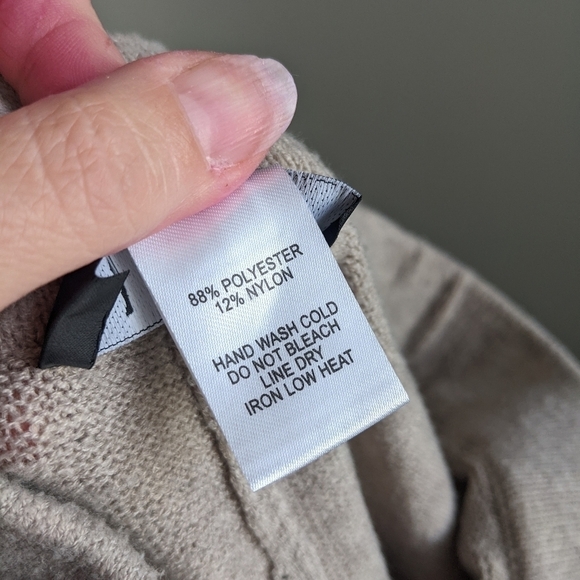 88% POLYESTER
12% NYLON
HAND WASH COLD
DO NOT BLEACH
LINE DRY
IRON LOW HEAT